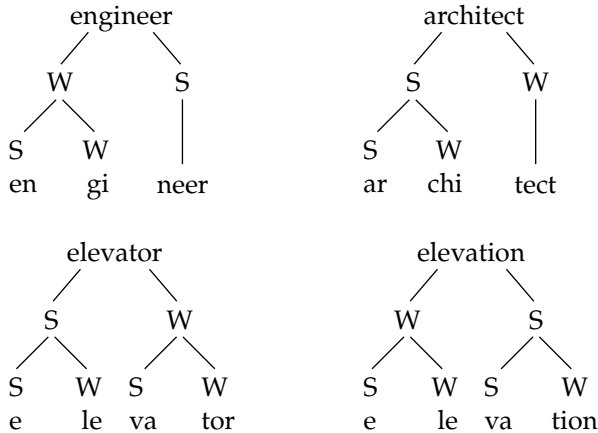 engineer architect
W S S W
S W S W
en gi neer ar chi tect
elevator elevation
S W W S
S W S W S W S W
e le va tor e le va tion